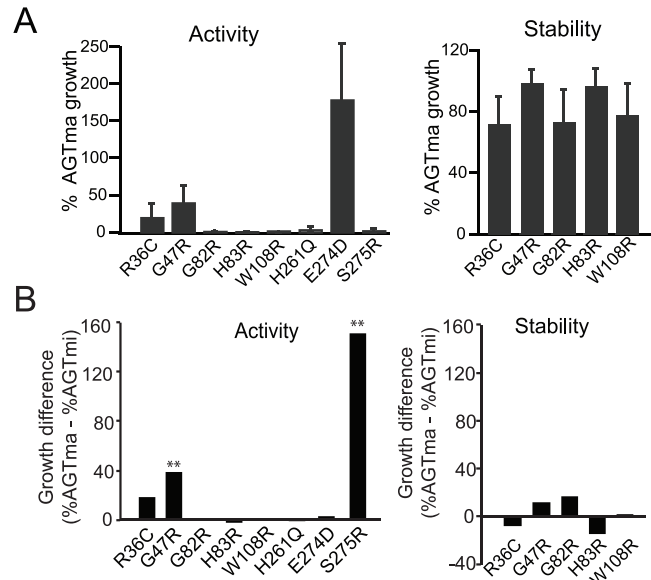 A
Activity
% AGTma growth
250
200
150
100
50
0
R36C
G47R
G82R
H83R
W108R
H261Q
E274D
S275R
Stability
% AGTma growth
120
80
40
0
R36C
G47R
G82R
H83R
W108R
B
Activity
Growth difference
(%AGTma - %AGTmi)
160
120
80
40
0
**
**
R36C
G47R
G82R
H83R
W108R
H261Q
E274D
S275R
Stability
Growth difference
(%AGTma - %AGTmi)
160
120
80
40
0
-40
R36C
G47R
G82R
H83R
W108R